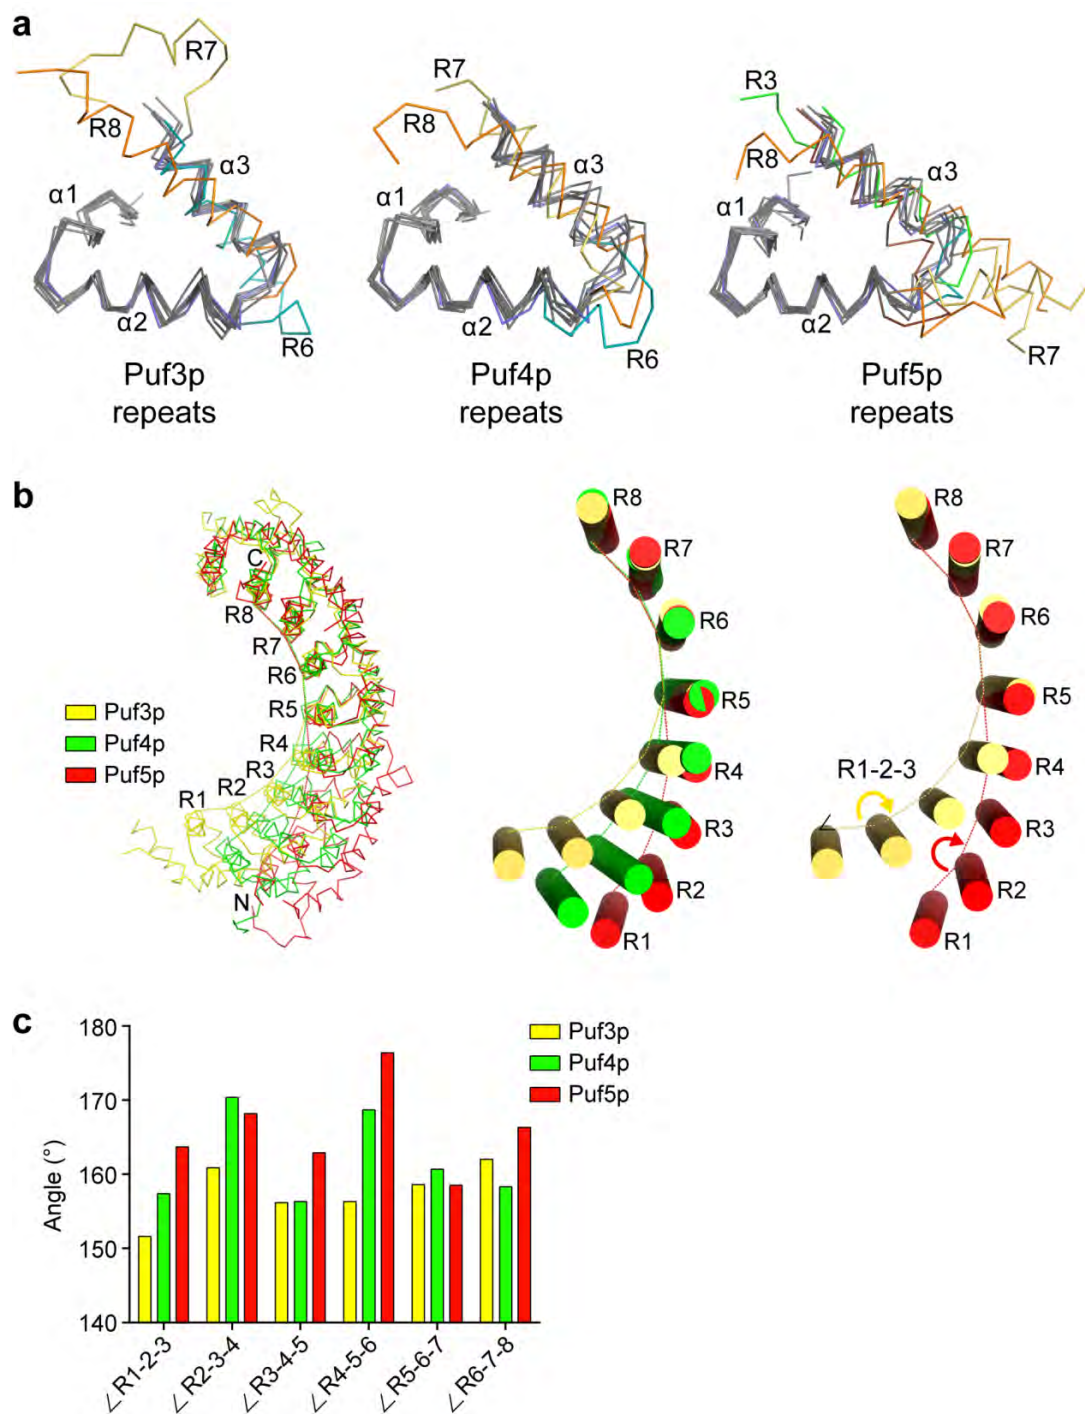 a
R7
R8
α3
α1
α2
R6
Puf3p
repeats
R7
R8
α3
α1
α2
R6
Puf4p
repeats
R3
R8
α3
α1
α2
R7
Puf5p
repeats
b
C
R8
R7
R6
R5
R4
R3
R2
R1
N
Puf3p
Puf4p
Puf5p
R8
R7
R6
R5
R4
R3
R2
R1
R8
R7
R6
R5
R4
R1-2-3
R3
R2
R1
c
Angle (°)
180
170
160
150
140
∠R1-2-3
∠R2-3-4
∠R3-4-5
∠R4-5-6
∠R5-6-7
∠R6-7-8
Puf3p
Puf4p
Puf5p